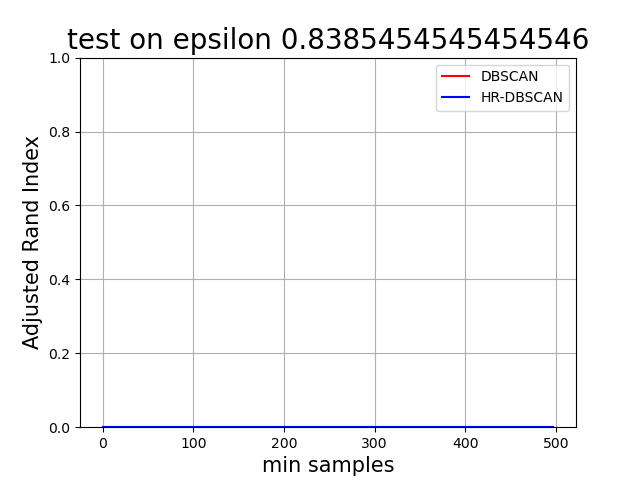 test on epsilon 0.8385454545454546
1.0
DBSCAN
HR-DBSCAN
0.8
0.6
0.4
0.2
0.0
Adjusted Rand Index
0 100 200 300 400 500
min samples